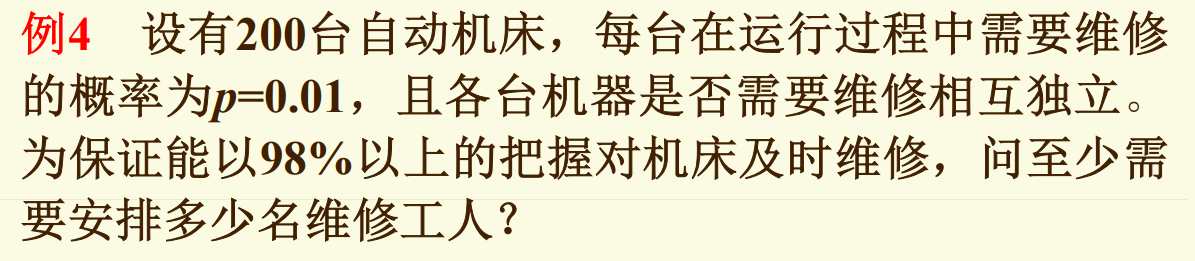 例4 设有200台自动机床，每台在运行过程中需要维修
的概率为p=0.01，且各台机器是否需要维修相互独立。
为保证能以98%以上的把握对机床及时维修，问至少需
要安排多少名维修工人？